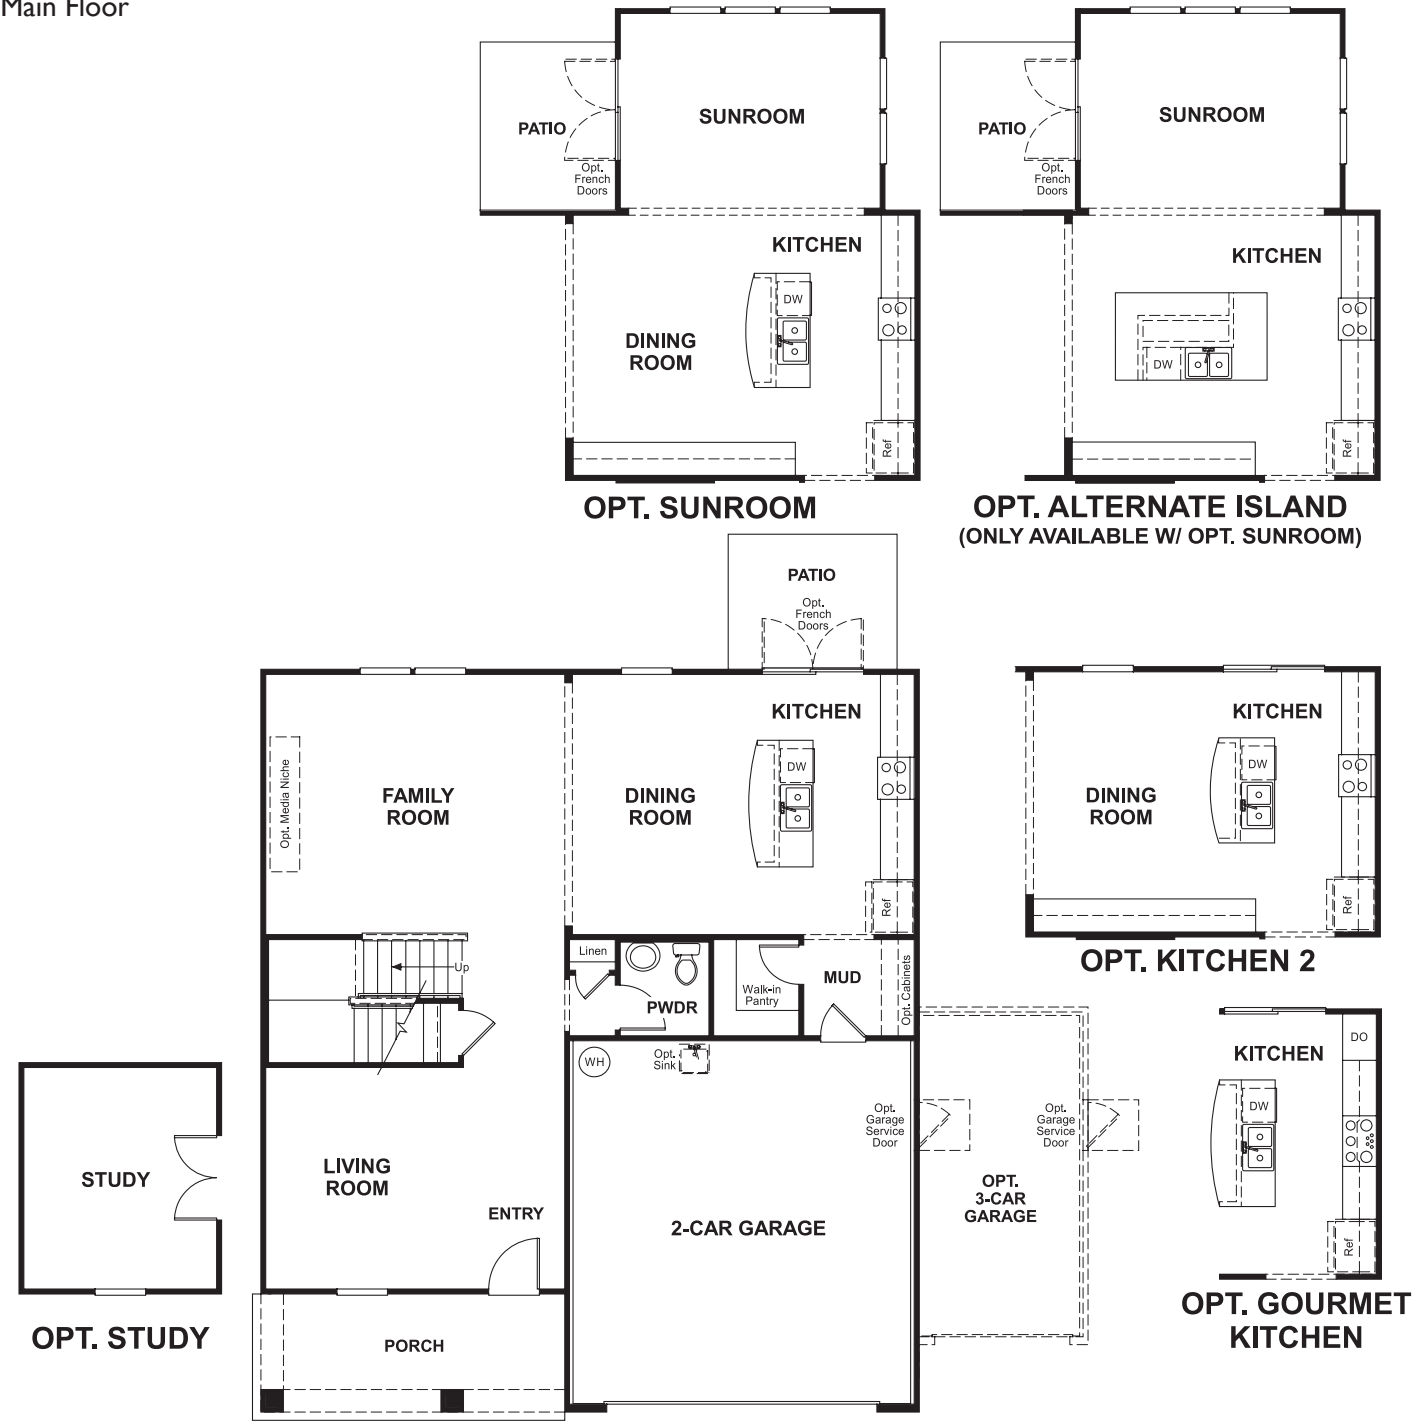 Main Floor
SUNROOM
PATIO
Opt.
French
Doors
KITCHEN
DW
DINING
ROOM
Ref
OPT. SUNROOM
SUNROOM
PATIO
Opt.
French
Doors
KITCHEN
DW
Ref
OPT. ALTERNATE ISLAND
(ONLY AVAILABLE W/ OPT. SUNROOM)
PATIO
Opt.
French
Doors
KITCHEN
DW
Opt. Media Niche
FAMILY
ROOM
DINING
ROOM
Ref
Up
Linen
PWDR
Walk-in
Pantry
MUD
Opt. Cabinets
WH
Opt.
Sink
Opt.
Garage
Service
Door
Opt.
Garage
Service
Door
LIVING
ROOM
ENTRY
2-CAR GARAGE
OPT.
3-CAR
GARAGE
PORCH
STUDY
OPT. STUDY
KITCHEN
DW
DINING
ROOM
Ref
OPT. KITCHEN 2
DO
KITCHEN
DW
Ref
OPT. GOURMET
KITCHEN